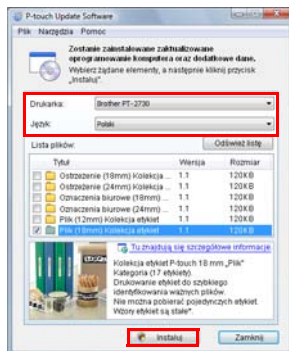 P-touch Update Software
Plik Narzędzia Pomoc
Zostanie zainstalowane zaktualizowane
oprogramowanie komputera oraz dodatkowe dane.
Wybierz żądane elementy, a następnie kliknij przycisk
„Instaluj".
Drukarka: Brother PT-2730
Język: Polski
Lista plików: Odśwież listę
Tytuł Wersja Rozmiar
Ostrzeżenie (18mm) Kolekcja ... 1.1 120KB
Ostrzeżenie (24mm) Kolekcja ... 1.1 120KB
Oznaczenia biurowe (18mm) ... 1.1 120KB
Oznaczenia biurowe (24mm) ... 1.1 120KB
Plik (12mm) Kolekcja etykiet 1.1 120KB
Plik (18mm) Kolekcja etykiet 1.1 120KB
Tu znajdują się szczegółowe informacje
Kolekcja etykiet P-touch 18 mm „Plik"
Kategoria (17 etykiety).
Drukowanie etykiet do szybkiego
identyfikowania ważnych plików.
Nie można pobierać pojedynczych etykiet.
Wzory etykiet są stałe*.
Instaluj Zamknij